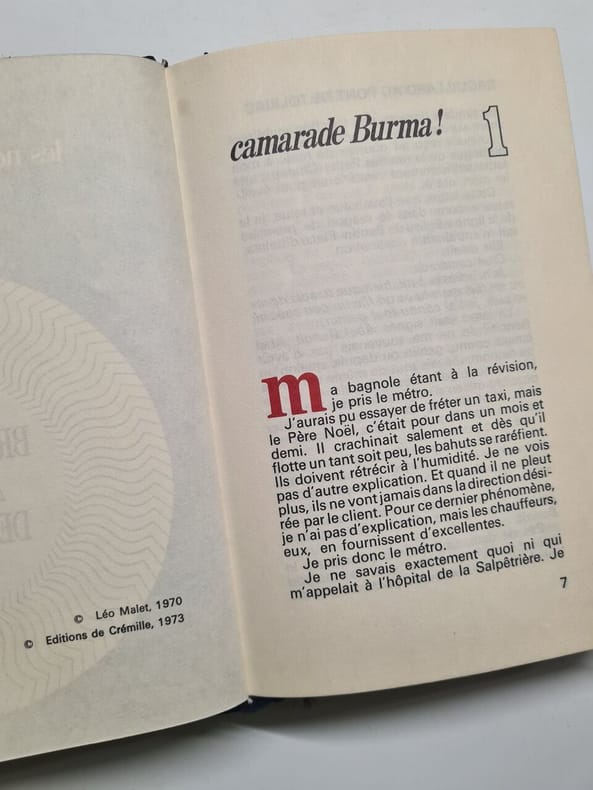 © Léo Malet, 1970
© Editions de Crémille, 1973
camarade Burma! 1
ma bagnole étant à la révision,
je pris le métro.
J'aurais pu essayer de fréter un taxi, mais
le Père Noël, c'était pour dans un mois et
demi. Il crachinait salement et dès qu'il
flotte un tant soit peu, les bahuts se raréfient.
Ils doivent rétrécir à l'humidité. Je ne vois
pas d'autre explication. Et quand il ne pleut
plus, ils ne vont jamais dans la direction dési-
rée par le client. Pour ce dernier phénomène,
je n'ai pas d'explication, mais les chauffeurs,
eux, en fournissent d'excellentes.
Je pris donc le métro.
Je ne savais exactement quoi ni qui
m'appelait à l'hôpital de la Salpêtrière. Je
7